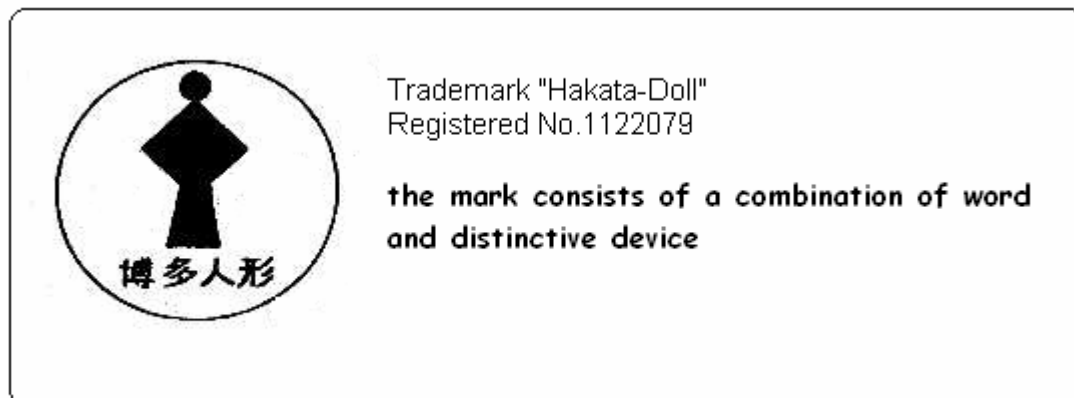 博多人形
Trademark "Hakata-Doll"
Registered No.1122079
the mark consists of a combination of word
and distinctive device